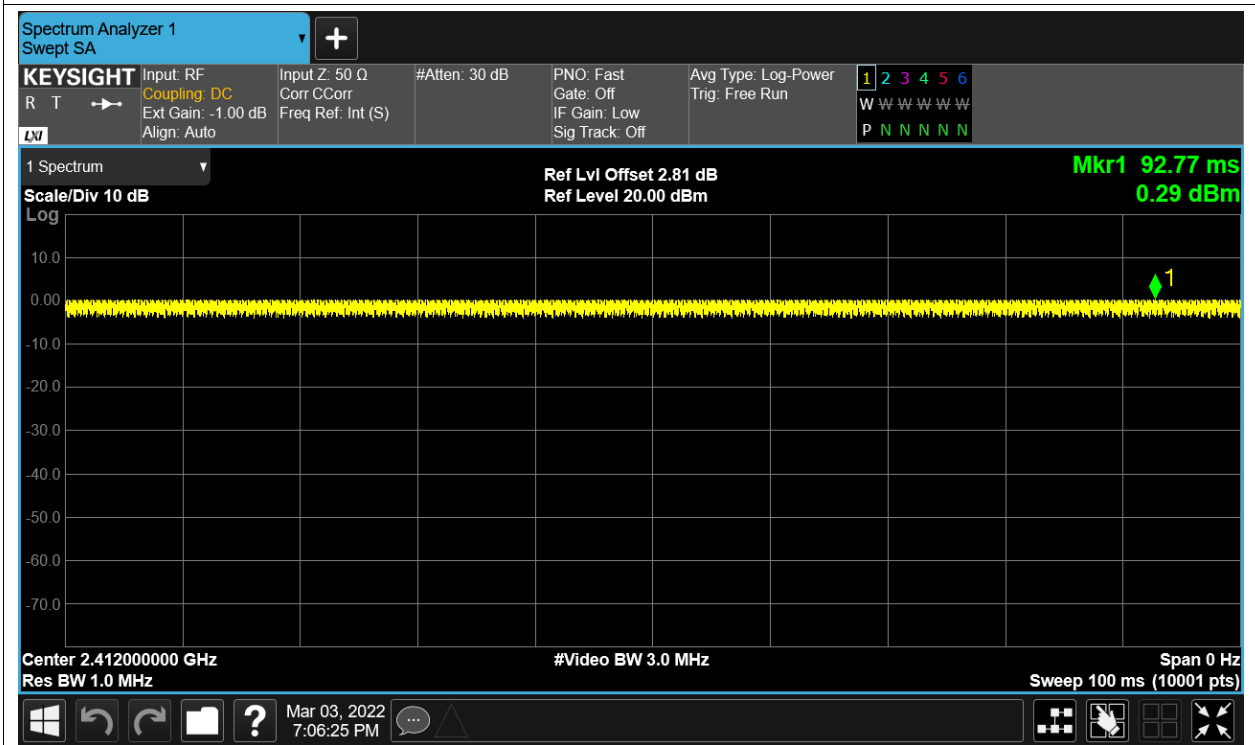 Spectrum Analyzer 1
Swept SA
KEYSIGHT
R T
LXI
Input: RF
Coupling: DC
Ext Gain: -1.00 dB
Align: Auto
Input Z: 50 Ω
Corr CCorr
Freq Ref: Int (S)
#Atten: 30 dB
PNO: Fast
Gate: Off
IF Gain: Low
Sig Track: Off
Avg Type: Log-Power
Trig: Free Run
1 2 3 4 5 6
W W W W W W
P N N N N N
1 Spectrum
Scale/Div 10 dB
Ref Lvl Offset 2.81 dB
Ref Level 20.00 dBm
Mkr1 92.77 ms
0.29 dBm
Log
10.0
1
0.00
-10.0
-20.0
-30.0
-40.0
-50.0
-60.0
-70.0
Center 2.412000000 GHz
Res BW 1.0 MHz
#Video BW 3.0 MHz
Span 0 Hz
Sweep 100 ms (10001 pts)
?
Mar 03, 2022
7:06:25 PM